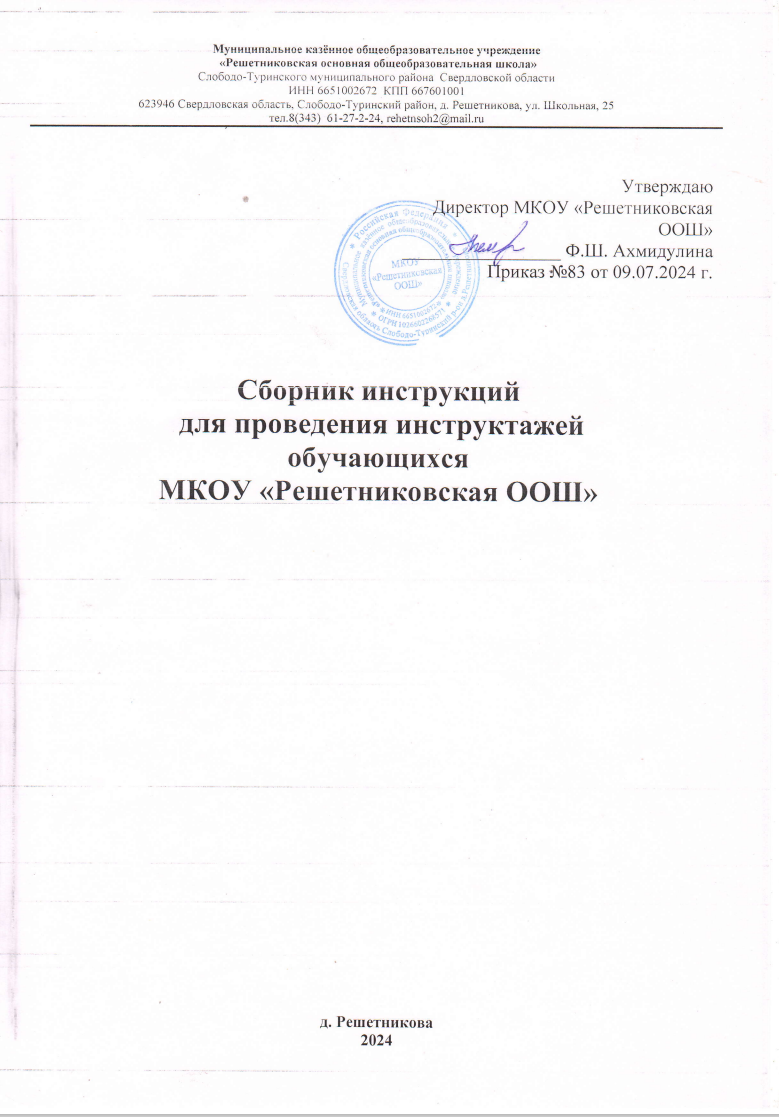 Муниципальное казённое общеобразовательное учреждение
«Решетниковская основная общеобразовательная школа»
Слободо-Туринского муниципального района Свердловской области
ИНН 6651002672 КПП 667601001
623946 Свердловская область, Слободо-Туринский район, д. Решетникова, ул. Школьная, 25
тел.8(343) 61-27-2-24, rehetnsoh2@mail.ru
Утверждаю
Директор МКОУ «Решетниковская
ООШ»
Ф.Ш. Ахмидулина
Приказ №83 от 09.07.2024 г.
Российская Федерация
МКОУ
«Решетниковская
ООШ»
Сборник инструкций
для проведения инструктажей
обучающихся
МКОУ «Решетниковская ООШ»
д. Решетникова
2024